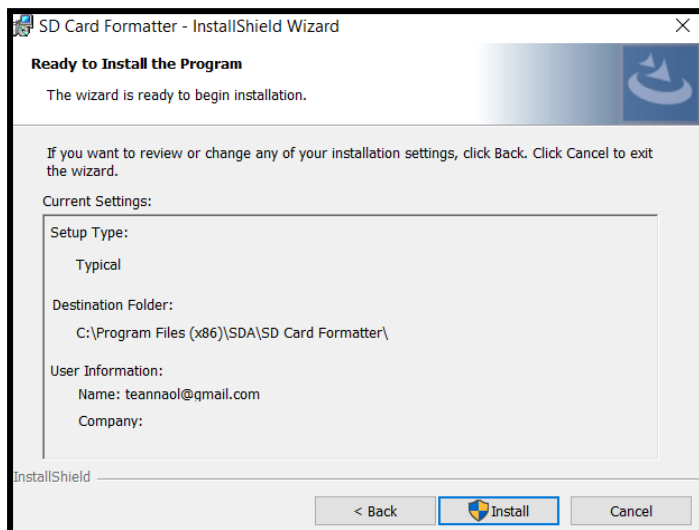 SD Card Formatter - InstallShield Wizard
Ready to Install the Program
The wizard is ready to begin installation.
If you want to review or change any of your installation settings, click Back. Click Cancel to exit
the wizard.
Current Settings:
Setup Type:
Typical
Destination Folder:
C:\Program Files (x86)\SDA\SD Card Formatter\
User Information:
Name: teannaol@gmail.com
Company:
InstallShield
< Back Install Cancel